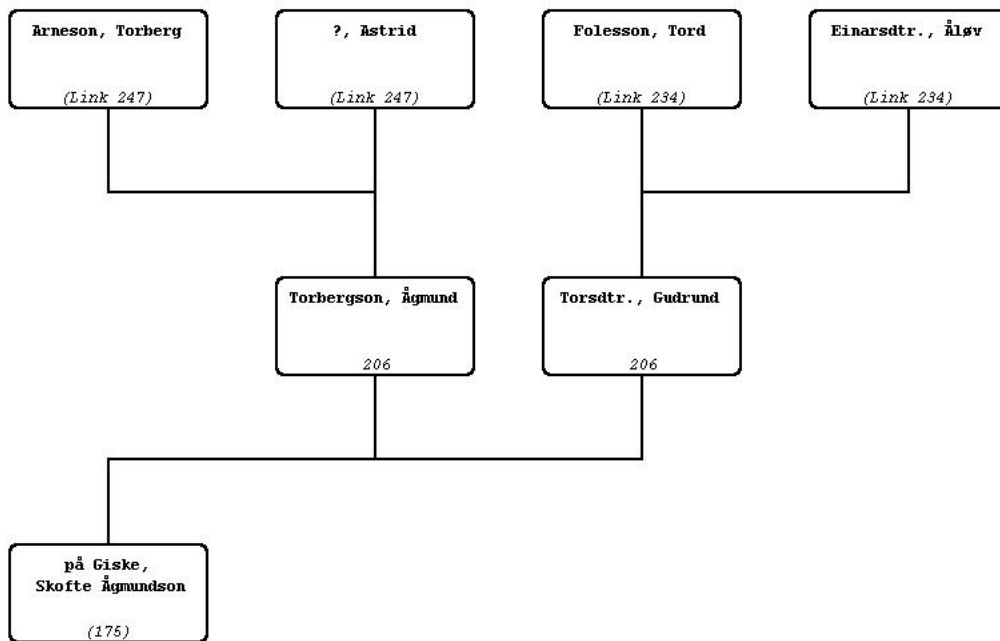 Arneson, Torberg
(Link 247)
?, Astrid
(Link 247)
Folesson, Tord
(Link 234)
Einarsdtr., Åløv
(Link 234)
Torbergson, Ågmund
206
Torsdtr., Gudrund
206
på Giske,
Skofte Ågmundson
(175)